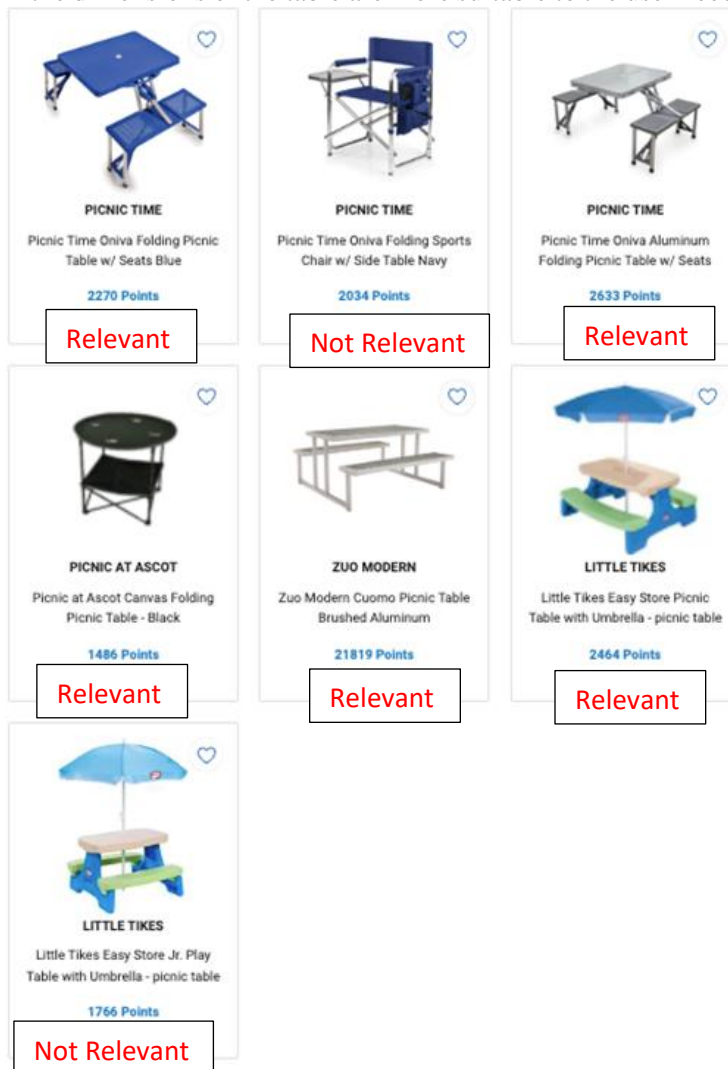 PICNIC TIME
Picnic Time Oniva Folding Picnic
Table w/ Seats Blue
2270 Points
Relevant
PICNIC TIME
Picnic Time Oniva Folding Sports
Chair w/ Side Table Navy
2034 Points
Not Relevant
PICNIC TIME
Picnic Time Oniva Aluminum
Folding Picnic Table w/ Seats
2633 Points
Relevant
PICNIC AT ASCOT
Picnic at Ascot Canvas Folding
Picnic Table - Black
1486 Points
Relevant
ZUO MODERN
Zuo Modern Cuomo Picnic Table
Brushed Aluminum
21819 Points
Relevant
LITTLE TIKES
Little Tikes Easy Store Picnic
Table with Umbrella - picnic table
2464 Points
Relevant
LITTLE TIKES
Little Tikes Easy Store Jr. Play
Table with Umbrella - picnic table
1766 Points
Not Relevant